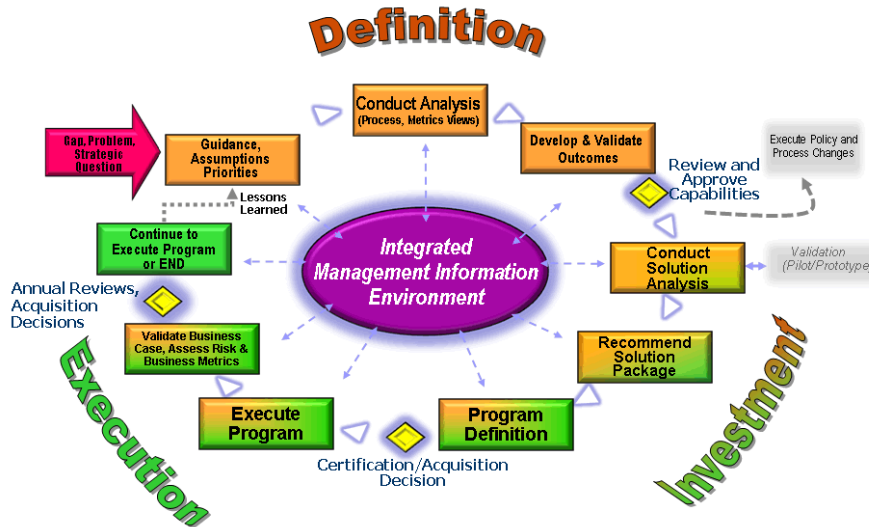 Definition
Conduct Analysis
(Process, Metrics Views)
Gap, Problem,
Strategic
Question
Guidance,
Assumptions
Priorities
Develop & Validate
Outcomes
Execute Policy and
Process Changes
Review and
Approve
Capabilities
Lessons
Learned
Continue to
Execute Program
or END
Integrated
Management Information
Environment
Conduct
Solution
Analysis
Validation
(Pilot/Prototype)
Annual Reviews,
Acquisition
Decisions
Validate Business
Case, Assess Risk &
Business Metrics
Recommend
Solution
Package
Execute
Program
Program
Definition
Certification/Acquisition
Decision
Execution
Investment